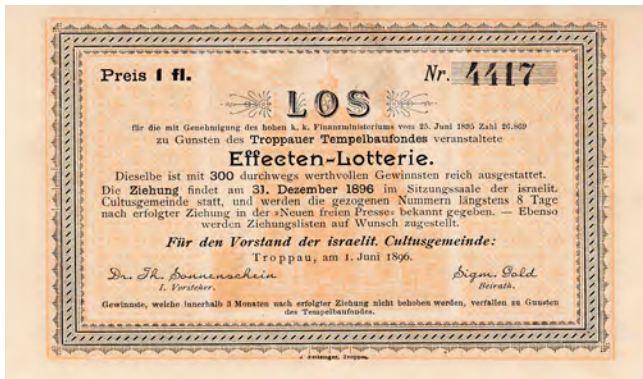 Preis 1 fl.
Nr. 4417
LOS
für die mit Genehmigung des hohen k. k. Finanzministeriums vom 25. Juni 1895 Zahl 26.869
zu Gunsten des Troppauer Tempelbaufondes veranstaltete
Effecten-Lotterie.
Dieselbe ist mit 300 durchwegs werthvollen Gewinnsten reich ausgestattet.
Die Ziehung findet am 31. Dezember 1896 im Sitzungssaale der israelit.
Cultusgemeinde statt, und werden die gezogenen Nummern längstens 8 Tage
nach erfolgter Ziehung in der »Neuen freien Presse« bekannt gegeben. — Ebenso
werden Ziehungslisten auf Wunsch zugestellt.
Für den Vorstand der israelit. Cultusgemeinde:
Troppau, am 1. Juni 1896.
Dr. Th. Sonnenschein
Sigm. Gold
I. Vorsteher.
Beirath.
Gewinnste, welche innerhalb 3 Monaten nach erfolgter Ziehung nicht behoben werden, verfallen zu Gunsten
des Tempelbaufondes.
Troppau.